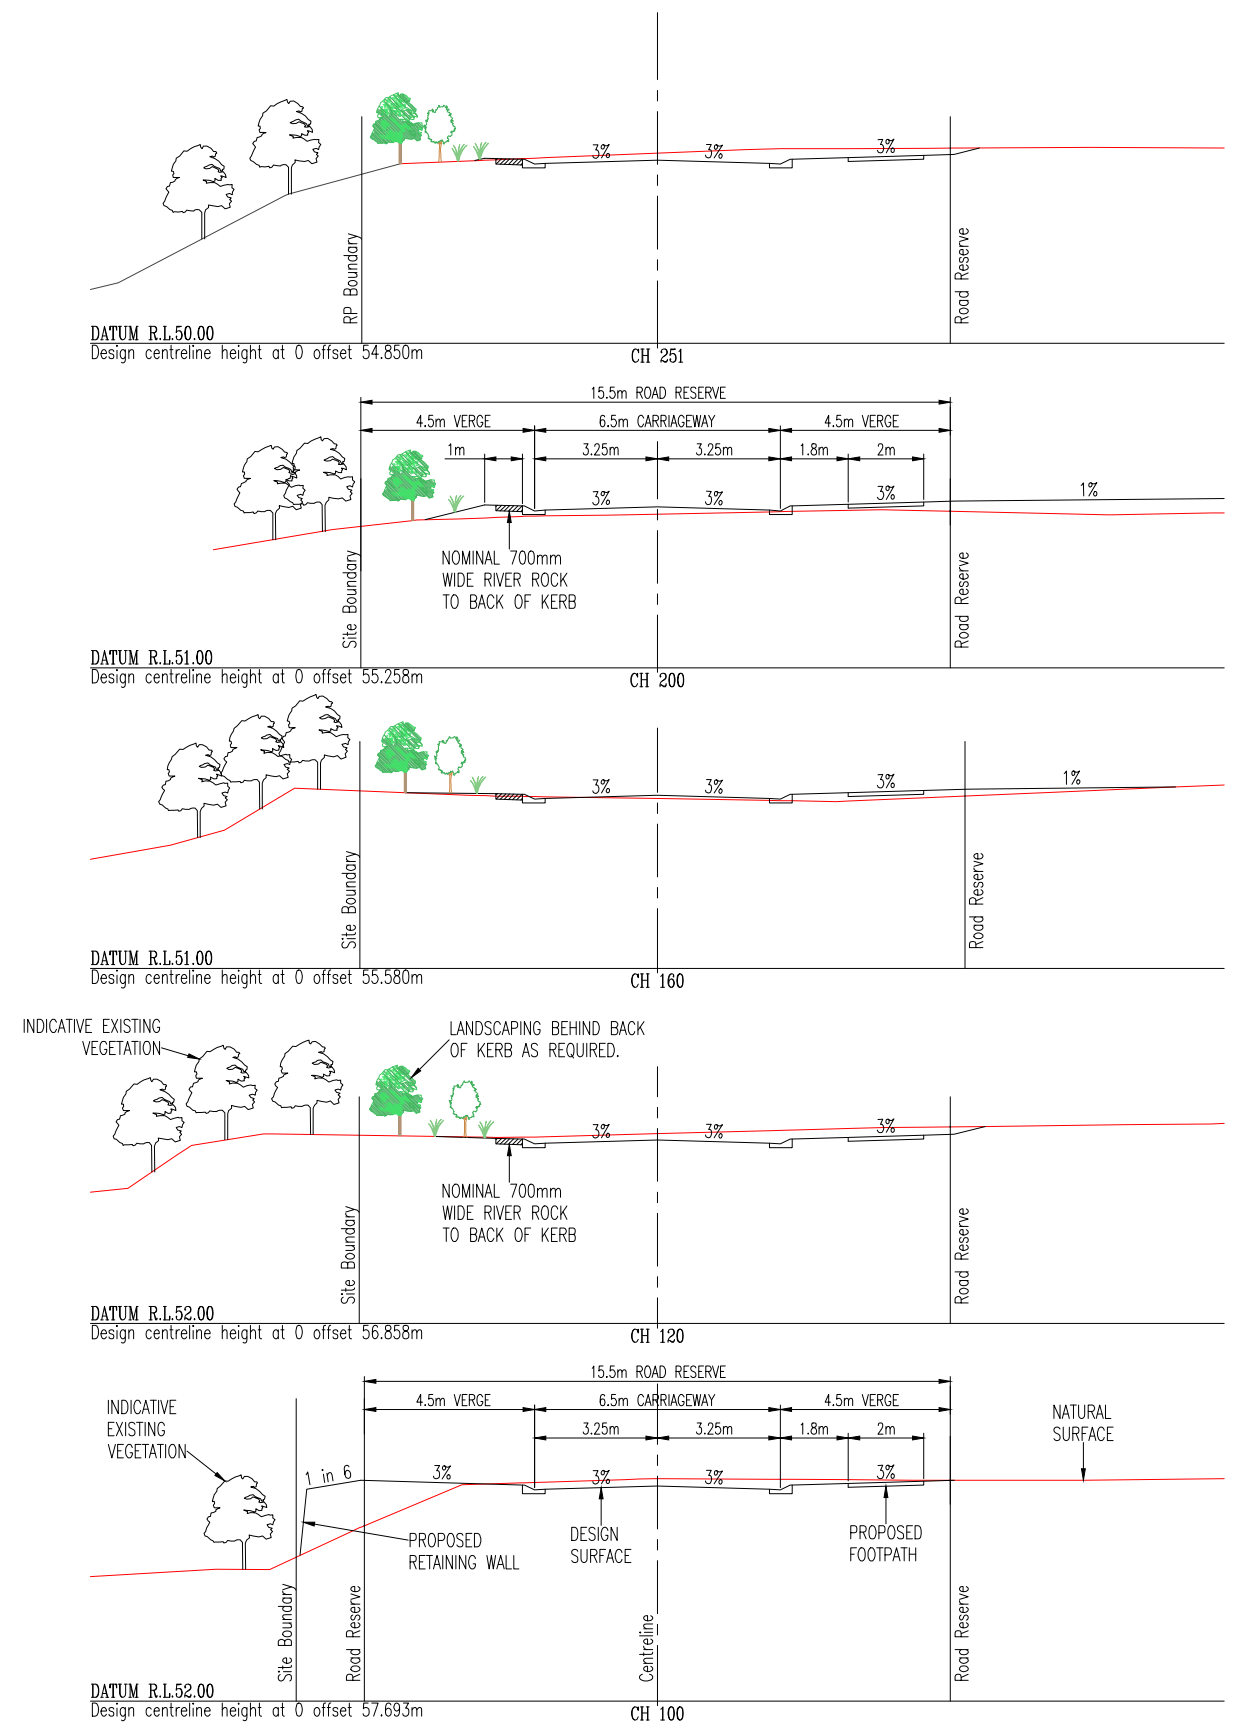 3%
3%
3%
RP Boundary
Road Reserve
DATUM R.L.50.00
Design centreline height at 0 offset 54.850m
CH 251
15.5m ROAD RESERVE
4.5m VERGE
6.5m CARRIAGEWAY
4.5m VERGE
1m
3.25m
3.25m
1.8m
2m
3%
3%
3%
1%
NOMINAL 700mm
WIDE RIVER ROCK
TO BACK OF KERB
Site Boundary
Road Reserve
DATUM R.L.51.00
Design centreline height at 0 offset 55.258m
CH 200
3%
3%
3%
1%
Site Boundary
Road Reserve
DATUM R.L.51.00
Design centreline height at 0 offset 55.580m
CH 160
INDICATIVE EXISTING
VEGETATION
LANDSCAPING BEHIND BACK
OF KERB AS REQUIRED.
3%
3%
3%
NOMINAL 700mm
WIDE RIVER ROCK
TO BACK OF KERB
Site Boundary
Road Reserve
DATUM R.L.52.00
Design centreline height at 0 offset 56.858m
CH 120
15.5m ROAD RESERVE
4.5m VERGE
6.5m CARRIAGEWAY
4.5m VERGE
3.25m
3.25m
1.8m
2m
INDICATIVE
EXISTING
VEGETATION
NATURAL
SURFACE
1 in 6
3%
3%
3%
3%
PROPOSED
RETAINING WALL
DESIGN
SURFACE
PROPOSED
FOOTPATH
Site Boundary
Road Reserve
Centreline
Road Reserve
DATUM R.L.52.00
Design centreline height at 0 offset 57.693m
CH 100